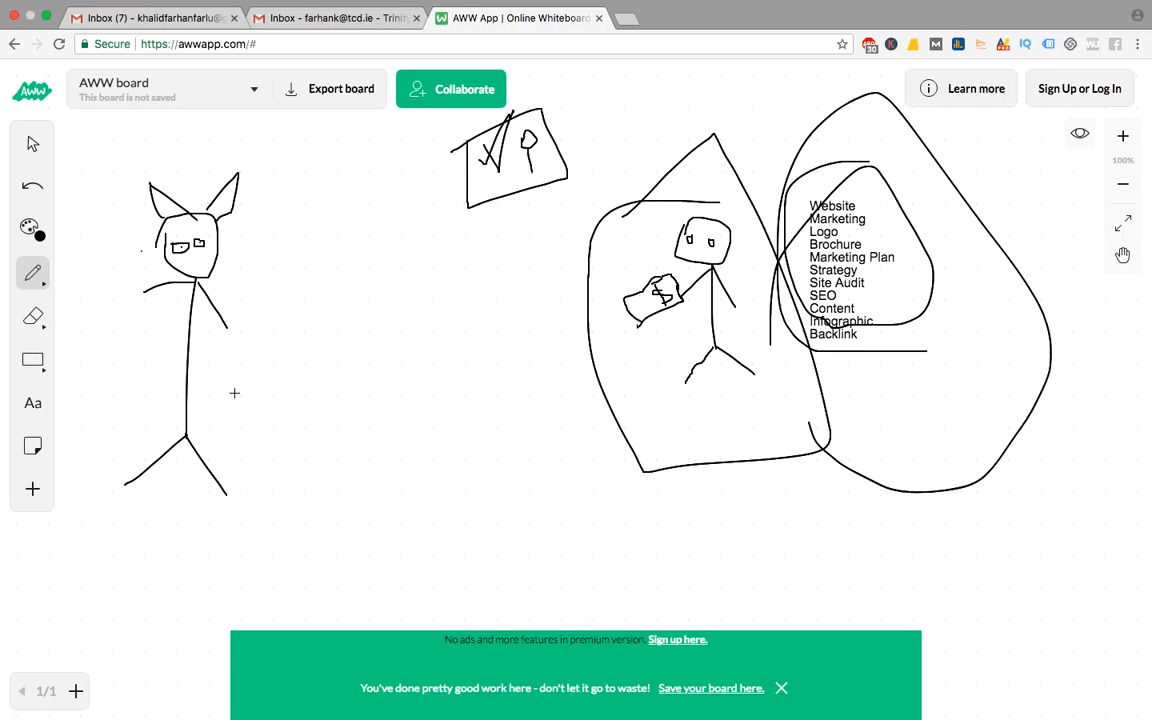 Inbox (7) - khalidfarhanfarlu@g
Inbox - farhank@tcd.ie - Trinit
AWW App | Online Whiteboard
Secure
https://awwapp.com/#
AWW
AWW board
This board is not saved
Export board
Collaborate
Learn more
Sign Up or Log In
100%
Website
Marketing
Logo
Brochure
Marketing Plan
Strategy
Site Audit
SEO
Content
Infographic
Backlink
Aa
No ads and more features in premium version. Sign up here.
You've done pretty good work here - don't let it go to waste! Save your board here.
1/1